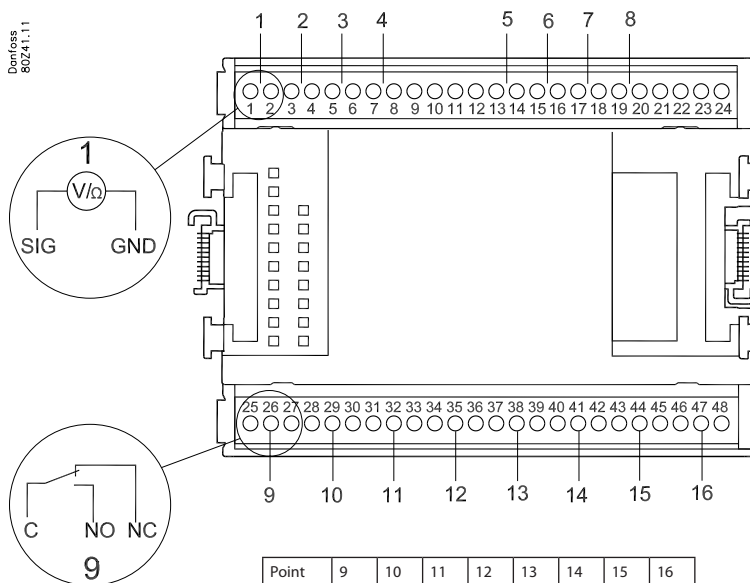 Danfoss
80Z41.11
1 2 3 4 5 6 7 8
1 2 3 4 5 6 7 8 9 10 11 12 13 14 15 16 17 18 19 20 21 22 23 24
1
V/Ω
SIG GND
25 26 27 28 29 30 31 32 33 34 35 36 37 38 39 40 41 42 43 44 45 46 47 48
9 10 11 12 13 14 15 16
C NO NC
9
Point 9 10 11 12 13 14 15 16